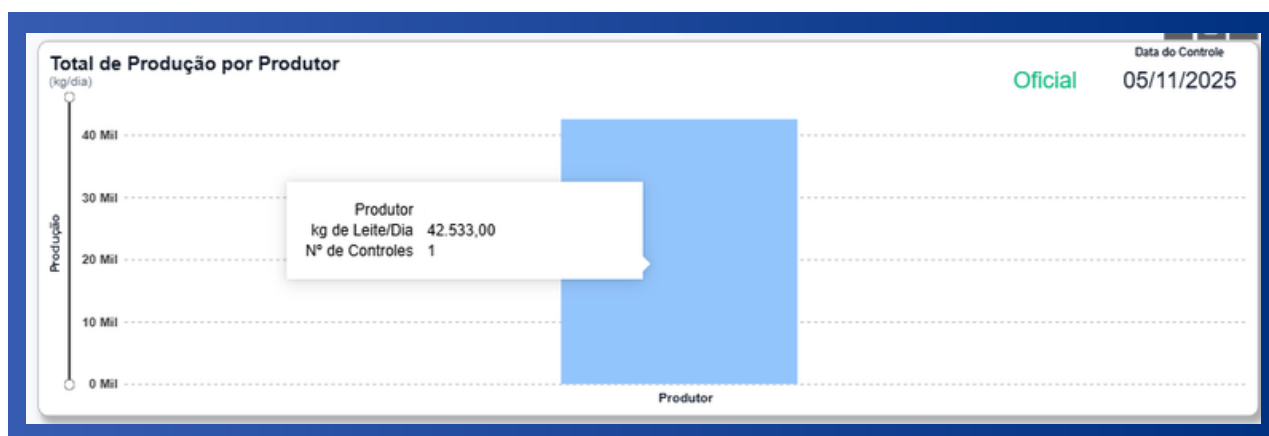 Total de Produção por Produtor
(kg/dia)
Data do Controle
Oficial 05/11/2025
40 Mil
30 Mil
20 Mil
10 Mil
0 Mil
Produção
Produtor
kg de Leite/Dia 42.533,00
Nº de Controles 1
Produtor